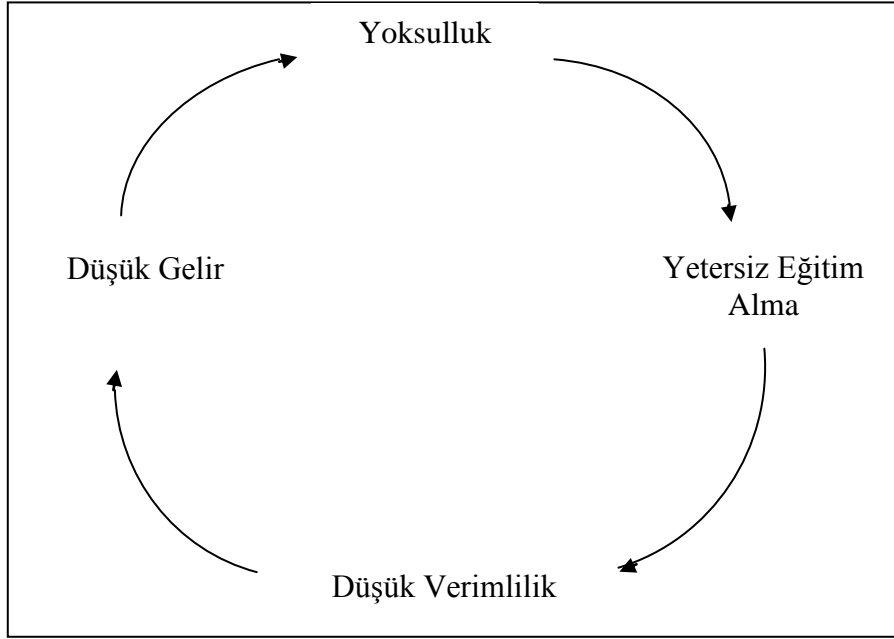 Yoksulluk
Düşük Gelir
Yetersiz Eğitim
Alma
Düşük Verimlilik